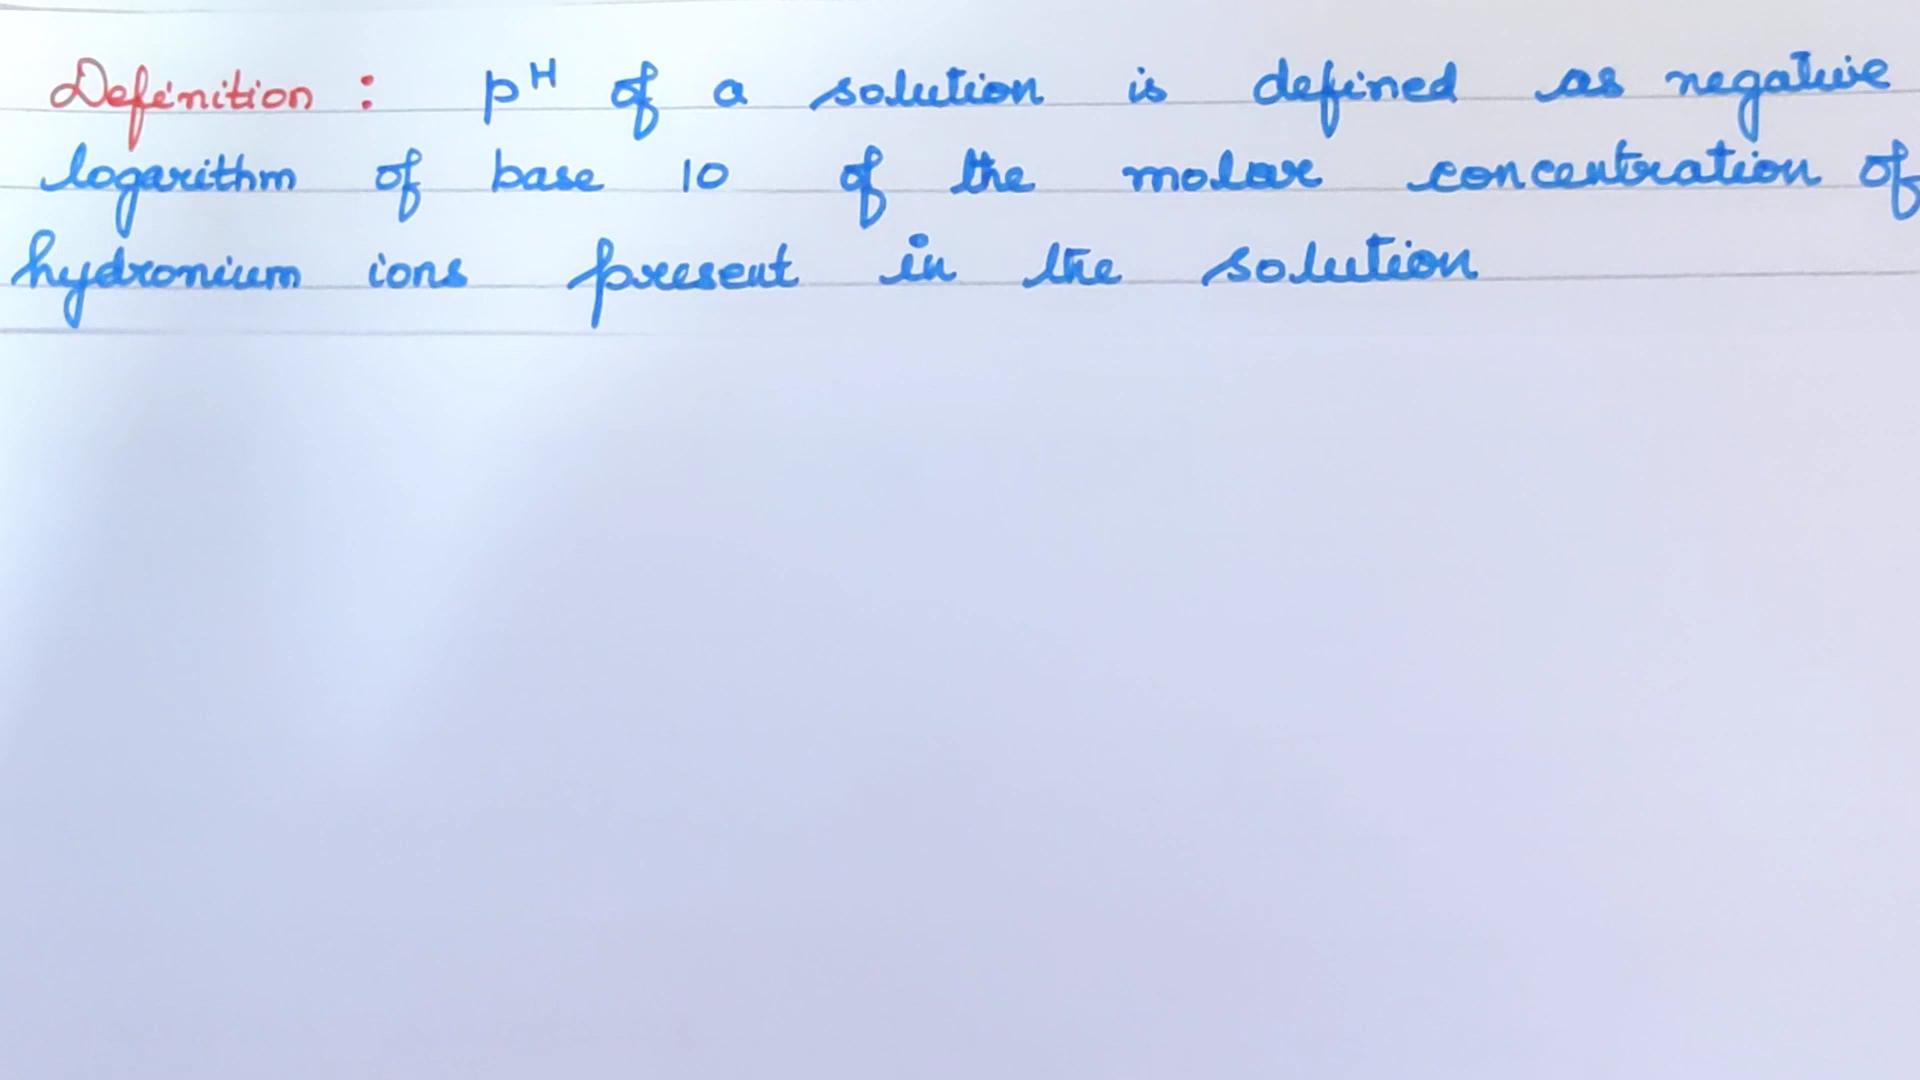 Definition : pH of a solution is defined as negative
logarithm of base 10 of the molar concentration of
hydronium ions present in the solution